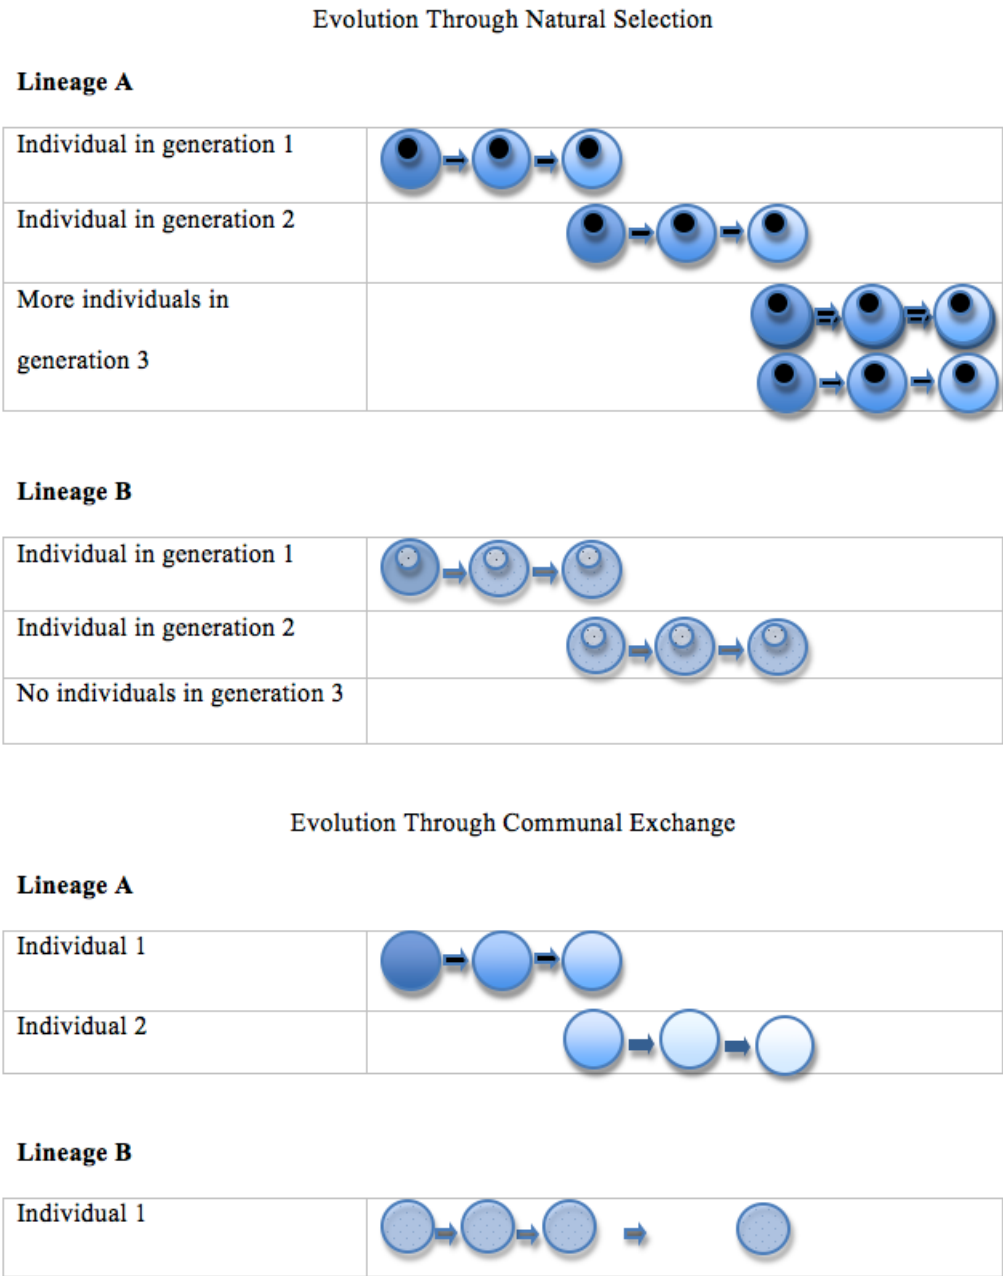 Evolution Through Natural Selection
Lineage A
Individual in generation 1
Individual in generation 2
More individuals in
generation 3
Lineage B
Individual in generation 1
Individual in generation 2
No individuals in generation 3
Evolution Through Communal Exchange
Lineage A
Individual 1
Individual 2
Lineage B
Individual 1